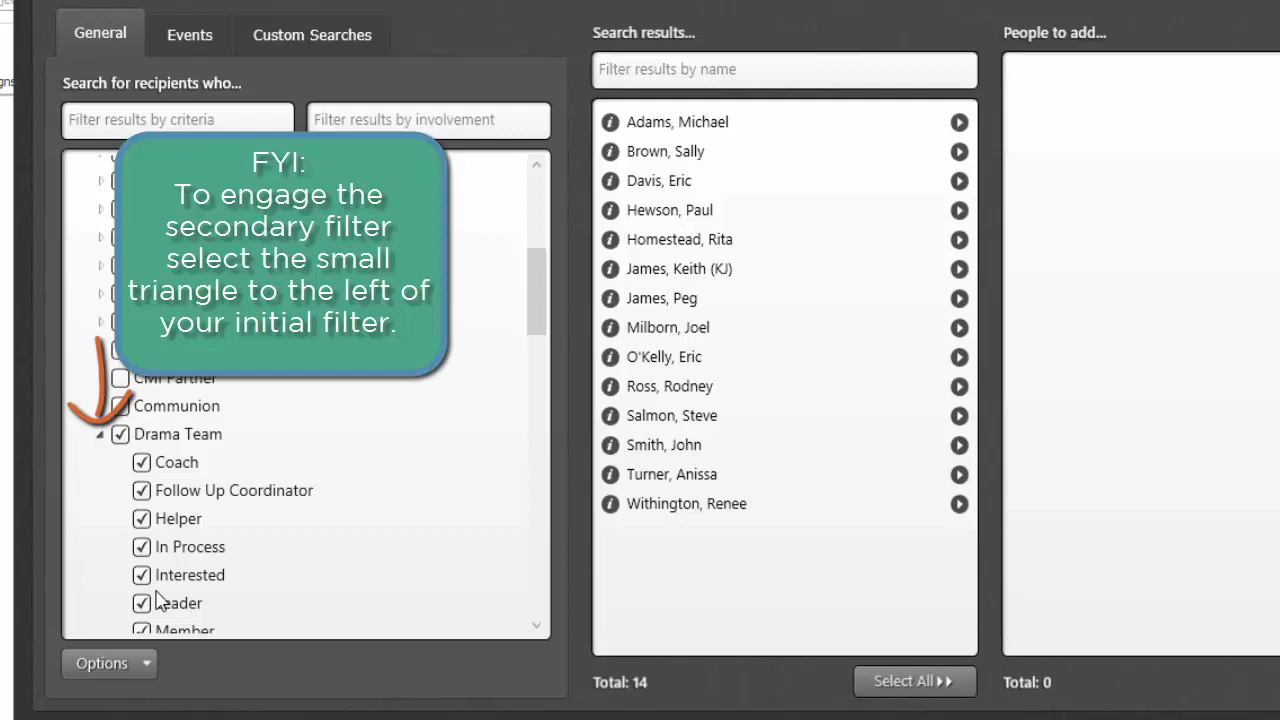 gns
General
Events
Custom Searches
Search for recipients who...
Filter results by criteria
Filter results by involvement
FYI:
To engage the
secondary filter
select the small
triangle to the left of
your initial filter.
CMI Partner
Communion
Drama Team
Coach
Follow Up Coordinator
Helper
In Process
Interested
Leader
Member
Options
Search results...
Filter results by name
Adams, Michael
Brown, Sally
Davis, Eric
Hewson, Paul
Homestead, Rita
James, Keith (KJ)
James, Peg
Milborn, Joel
O'Kelly, Eric
Ross, Rodney
Salmon, Steve
Smith, John
Turner, Anissa
Withington, Renee
Total: 14
Select All
People to add...
Total: 0